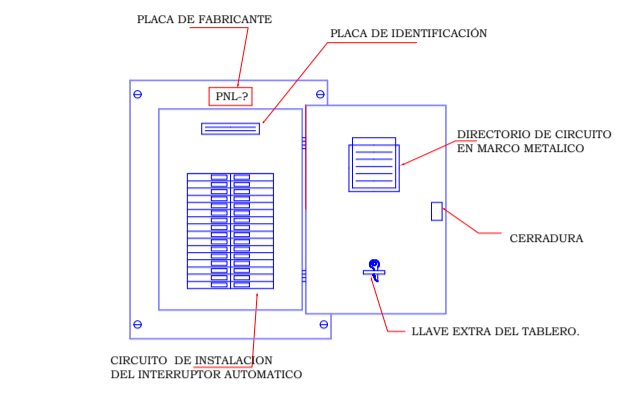 PLACA DE FABRICANTE
PLACA DE IDENTIFICACIÓN
PNL-?
DIRECTORIO DE CIRCUITO
EN MARCO METALICO
CERRADURA
LLAVE EXTRA DEL TABLERO.
CIRCUITO DE INSTALACION
DEL INTERRUPTOR AUTOMATICO